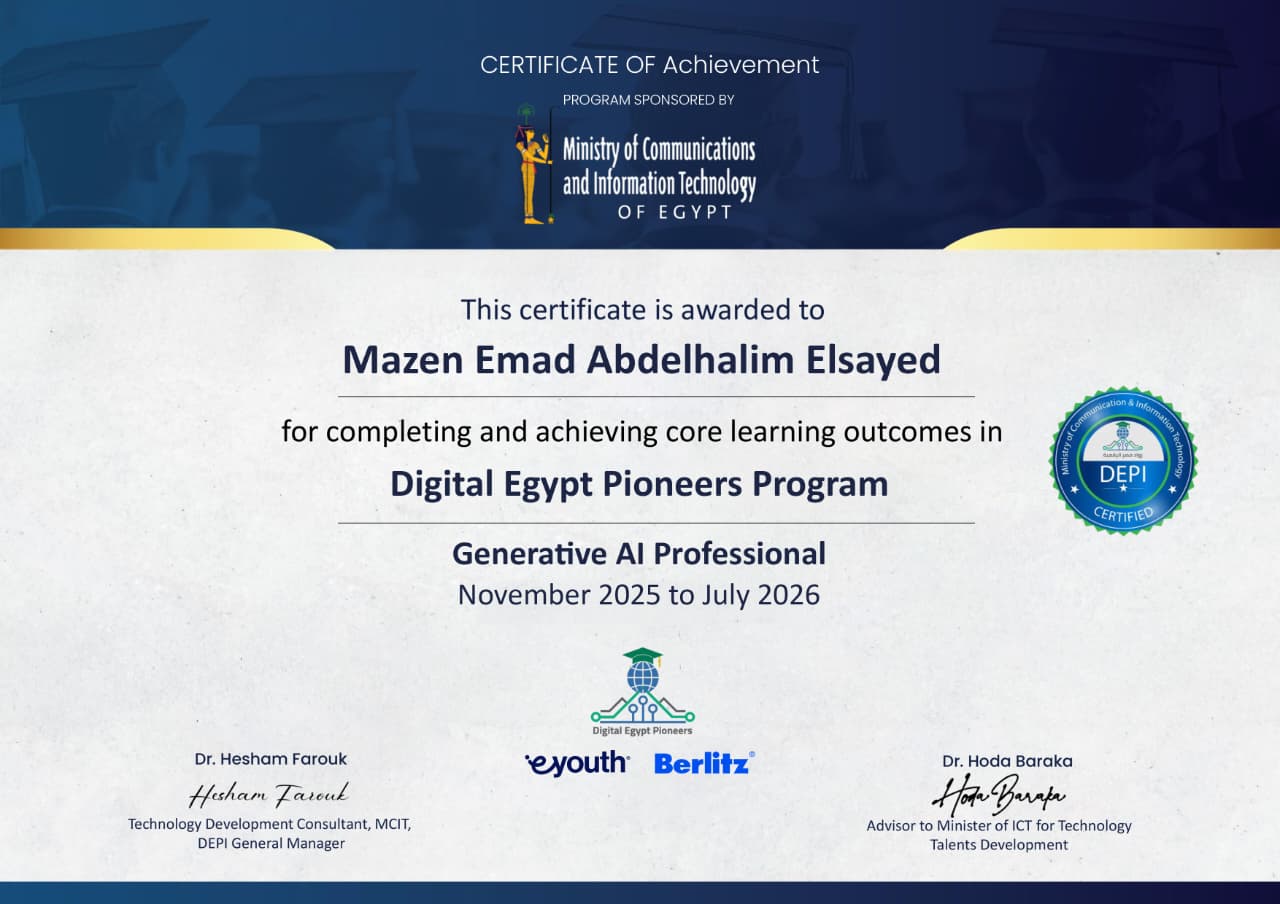 CERTIFICATE OF Achievement
PROGRAM SPONSORED BY
Ministry of Communications
and Information Technology
OF EGYPT
This certificate is awarded to
Mazen Emad Abdelhalim Elsayed
for completing and achieving core learning outcomes in
Digital Egypt Pioneers Program
Ministry of Communication & Information Technology
رواد مصر الرقمية
DEPI
CERTIFIED
Generative AI Professional
November 2025 to July 2026
Digital Egypt Pioneers
eyouth
Berlitz®
Dr. Hesham Farouk
Hesham Farouk
Technology Development Consultant, MCIT,
DEPI General Manager
Dr. Hoda Baraka
Hoda Baraka
Advisor to Minister of ICT for Technology
Talents Development